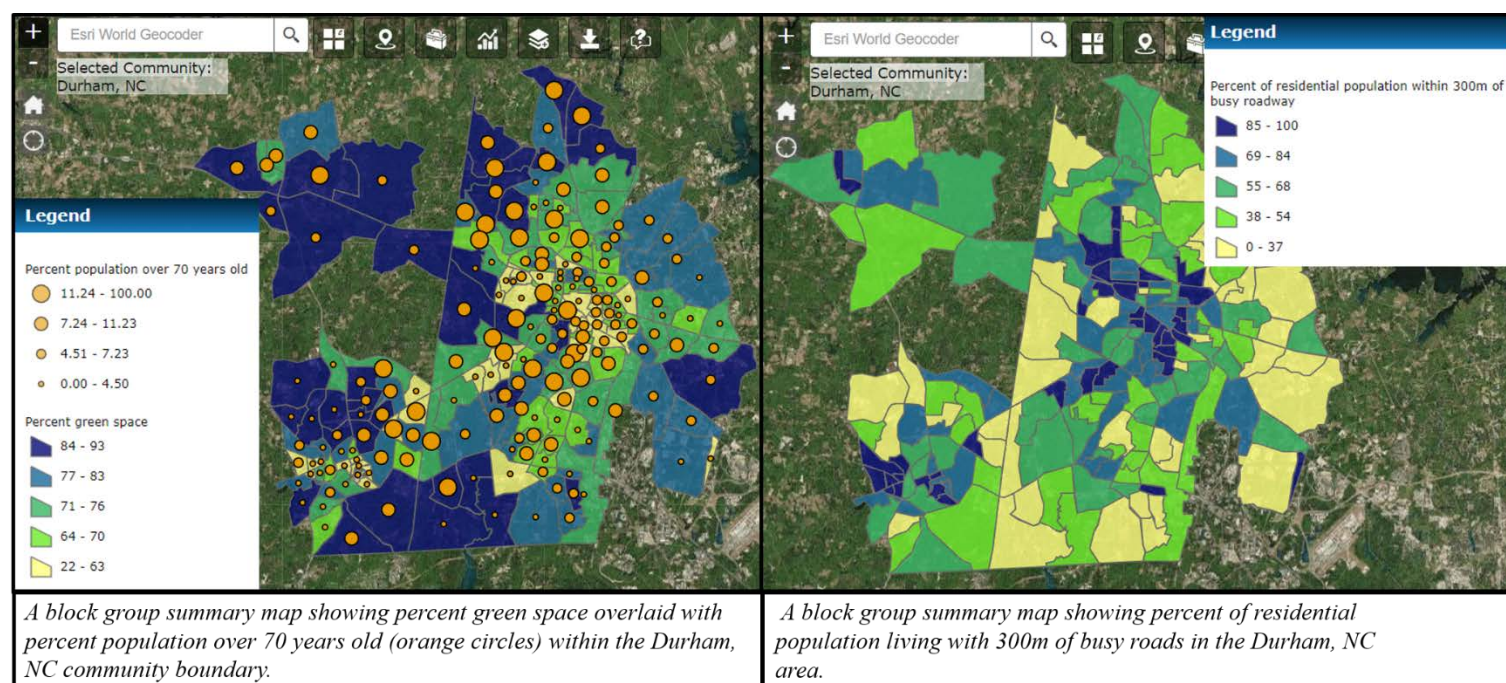 +
Esri World Geocoder
-
Selected Community:
Durham, NC
Legend
Percent population over 70 years old
11.24 - 100.00
7.24 - 11.23
4.51 - 7.23
0.00 - 4.50
Percent green space
84 - 93
77 - 83
71 - 76
64 - 70
22 - 63
A block group summary map showing percent green space overlaid with
percent population over 70 years old (orange circles) within the Durham,
NC community boundary.
+
Esri World Geocoder
-
Selected Community:
Durham, NC
Legend
Percent of residential population within 300m of
busy roadway
85 - 100
69 - 84
55 - 68
38 - 54
0 - 37
A block group summary map showing percent of residential
population living with 300m of busy roads in the Durham, NC
area.